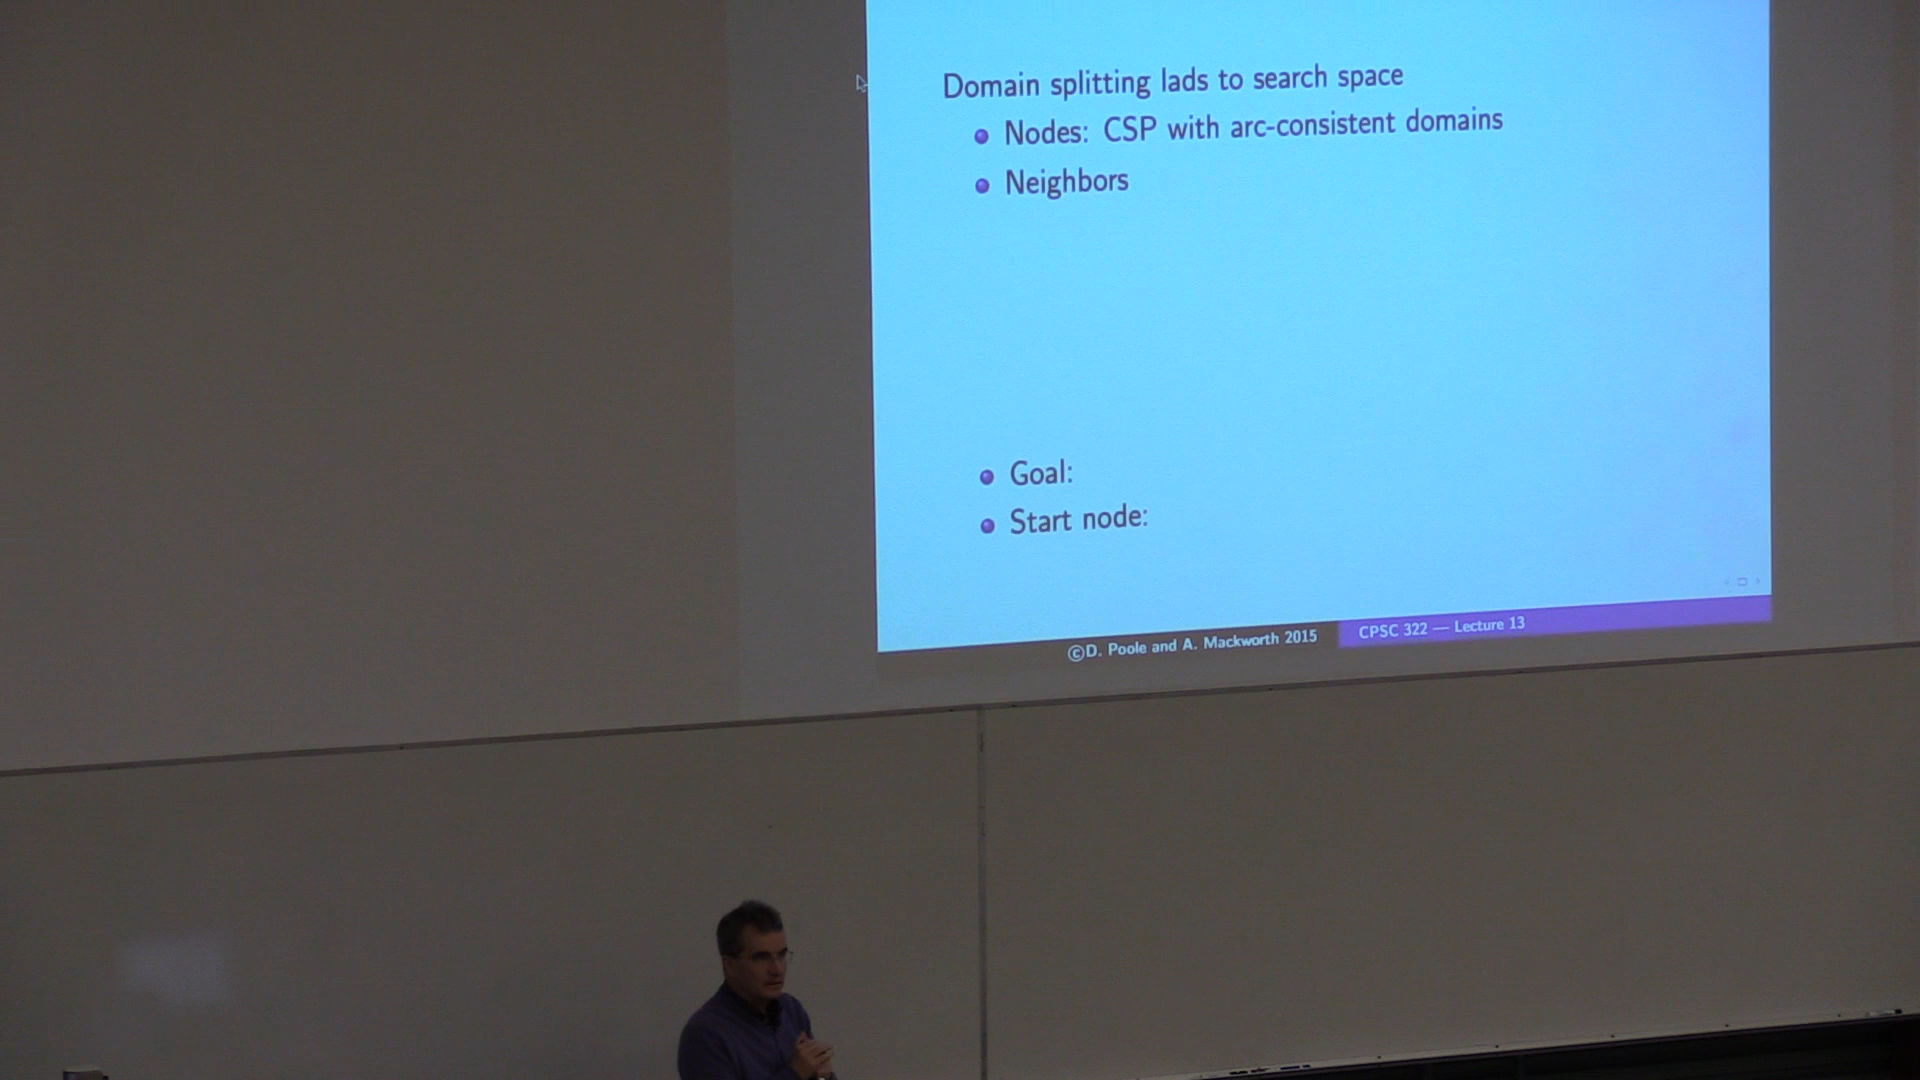 Domain splitting lads to search space
Nodes: CSP with arc-consistent domains
Neighbors
Goal:
Start node:
©D. Poole and A. Mackworth 2015
CPSC 322 — Lecture 13